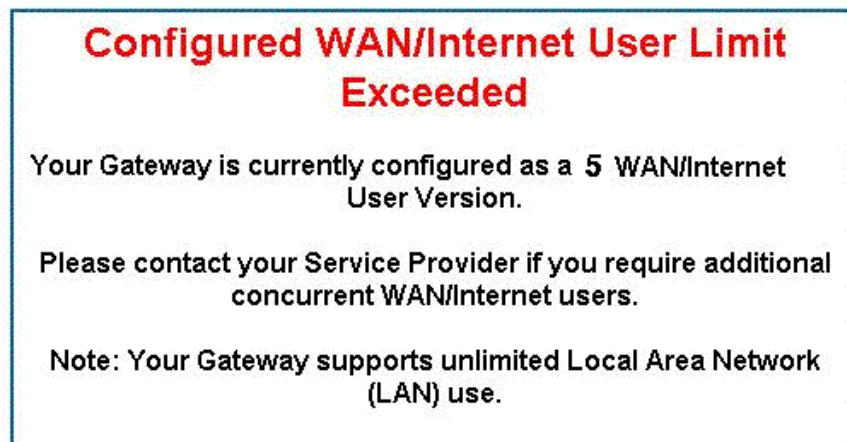 Configured WAN/Internet User Limit
Exceeded
Your Gateway is currently configured as a 5 WAN/Internet
User Version.
Please contact your Service Provider if you require additional
concurrent WAN/Internet users.
Note: Your Gateway supports unlimited Local Area Network
(LAN) use.